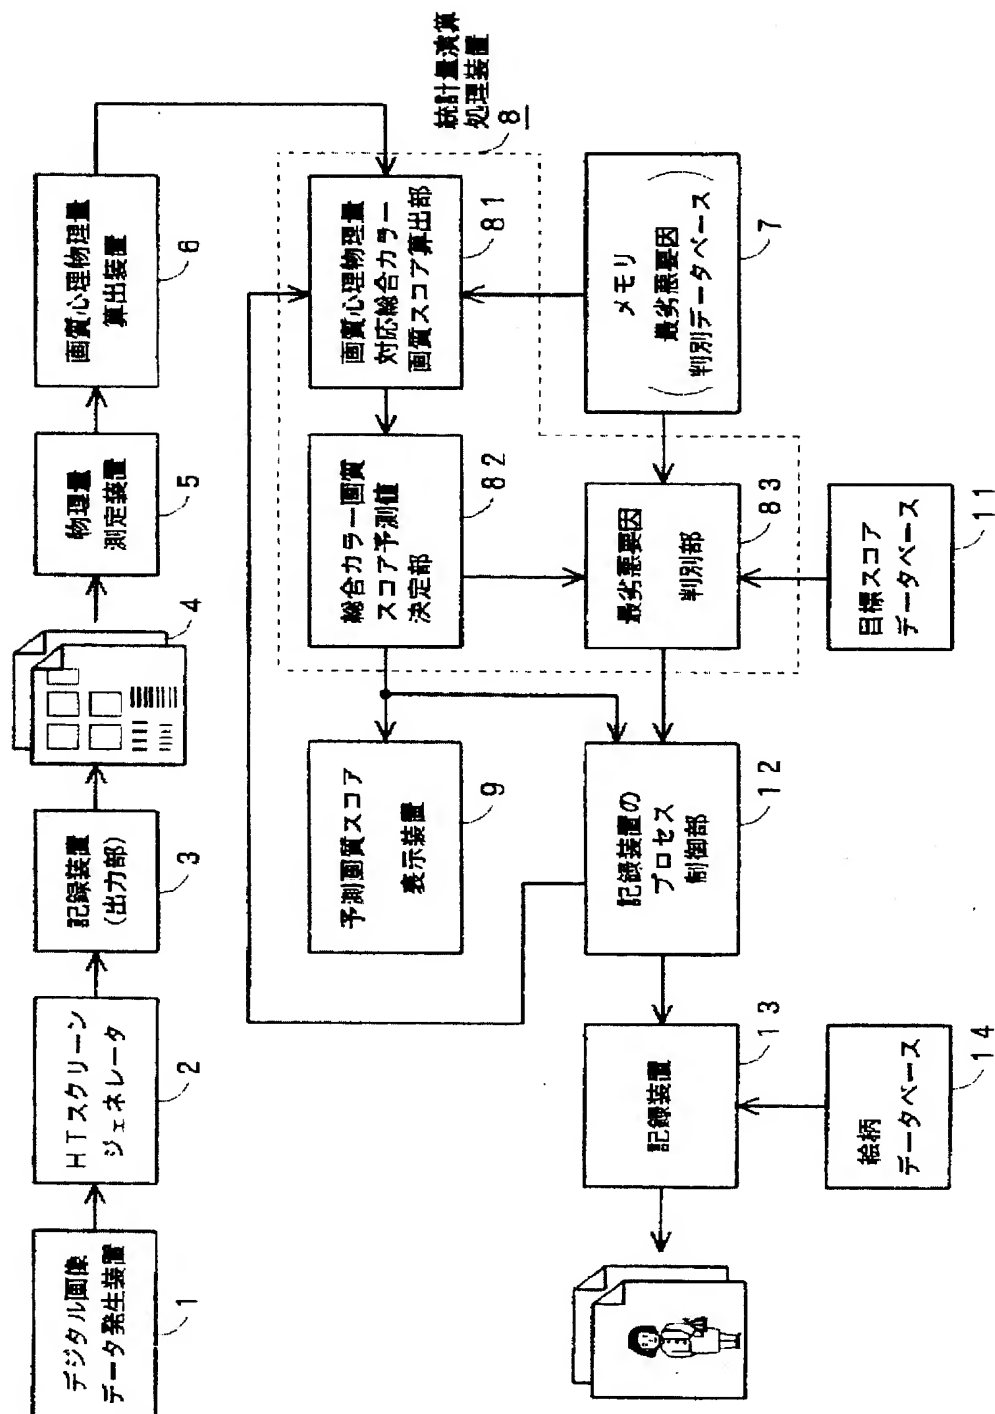 デジタル画像
データ発生装置
1
HTスクリーン
ジェネレータ
2
記録装置
(出力部)
3
4
物理量
測定装置
5
画質心理物理量
算出装置
6
統計量演算
処理装置
8
画質心理物理量
対応総合カラー
画質スコア算出部
81
総合カラー画質
スコア予測値
決定部
82
最劣悪要因
判別部
83
メモリ
(最劣悪要因
判別データベース)
7
目標スコア
データベース
11
予測画質スコア
表示装置
9
記録装置の
プロセス
制御部
12
記録装置
13
絵柄
データベース
14